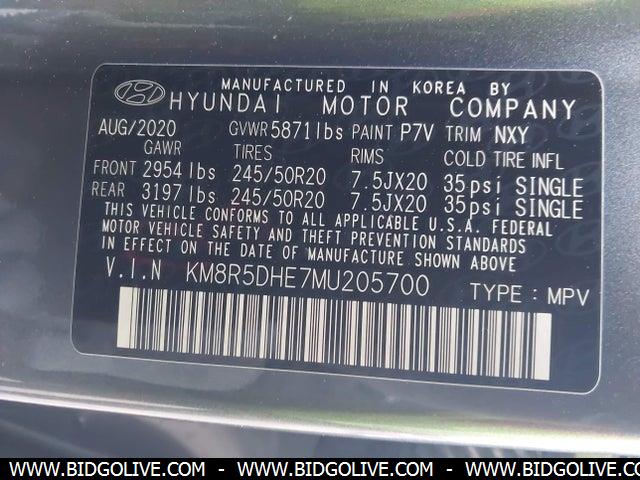 MANUFACTURED IN KOREA BY
HYUNDAI MOTOR COMPANY
AUG/2020 GVWR 5871lbs PAINT P7V TRIM NXY
GAWR TIRES RIMS COLD TIRE INFL
FRONT 2954 lbs 245/50R20 7.5JX20 35psi SINGLE
REAR 3197 lbs 245/50R20 7.5JX20 35psi SINGLE
THIS VEHICLE CONFORMS TO ALL APPLICABLE U.S.A. FEDERAL
MOTOR VEHICLE SAFETY AND THEFT PREVENTION STANDARDS
IN EFFECT ON THE DATE OF MANUFACTURE SHOWN ABOVE
V.I.N KM8R5DHE7MU205700 TYPE : MPV
WWW.BIDGOLIVE.COM - WWW.BIDGOLIVE.COM - WWW.BIDGOLIVE.COM